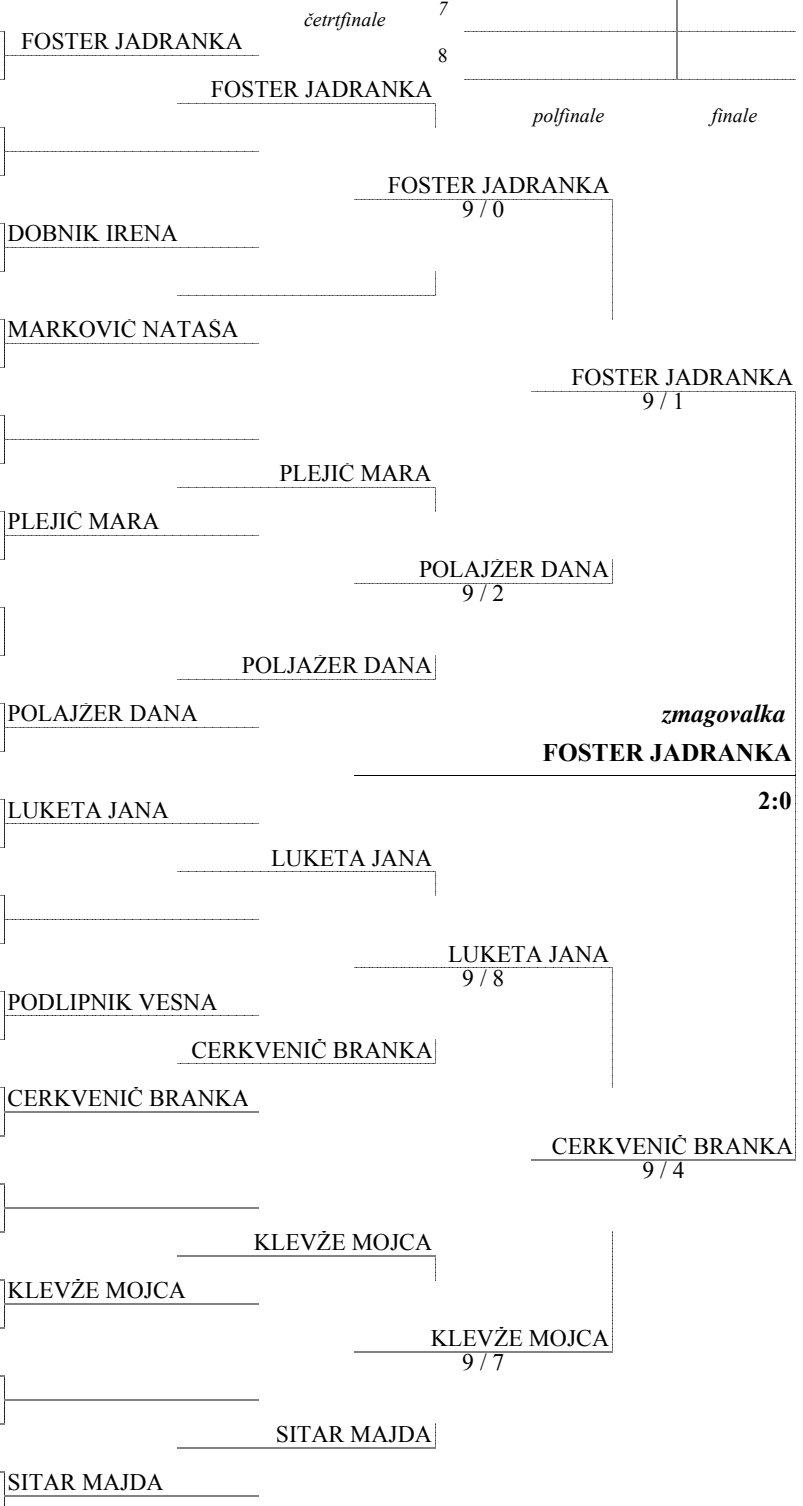 7
četrtfinale
FOSTER JADRANKA
8
FOSTER JADRANKA
polfinale finale
FOSTER JADRANKA
9 / 0
DOBNIK IRENA
MARKOVIČ NATAŠA
FOSTER JADRANKA
9 / 1
PLEJIČ MARA
PLEJIČ MARA
POLAJŽER DANA
9 / 2
POLJAŽER DANA
POLAJŽER DANA
zmagovalka
FOSTER JADRANKA
2:0
LUKETA JANA
LUKETA JANA
LUKETA JANA
9 / 8
PODLIPNIK VESNA
CERKVENIČ BRANKA
CERKVENIČ BRANKA
CERKVENIČ BRANKA
9 / 4
KLEVŽE MOJCA
KLEVŽE MOJCA
KLEVŽE MOJCA
9 / 7
SITAR MAJDA
SITAR MAJDA